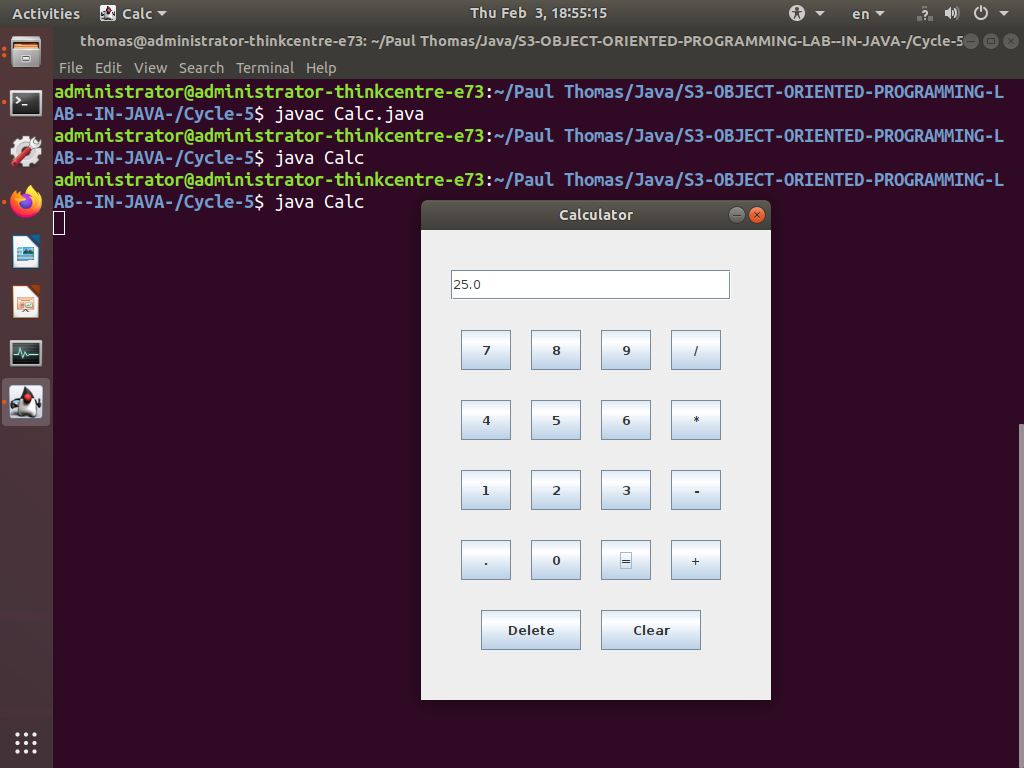 Activities Calc Thu Feb 3, 18:55:15 en
thomas@administrator-thinkcentre-e73: ~/Paul Thomas/Java/S3-OBJECT-ORIENTED-PROGRAMMING-LAB--IN-JAVA-/Cycle-5
File Edit View Search Terminal Help
administrator@administrator-thinkcentre-e73:~/Paul Thomas/Java/S3-OBJECT-ORIENTED-PROGRAMMING-L
AB--IN-JAVA-/Cycle-5$ javac Calc.java
administrator@administrator-thinkcentre-e73:~/Paul Thomas/Java/S3-OBJECT-ORIENTED-PROGRAMMING-L
AB--IN-JAVA-/Cycle-5$ java Calc
administrator@administrator-thinkcentre-e73:~/Paul Thomas/Java/S3-OBJECT-ORIENTED-PROGRAMMING-L
AB--IN-JAVA-/Cycle-5$ java Calc
Calculator
25.0
7 8 9 /
4 5 6 *
1 2 3 -
. 0 = +
Delete Clear